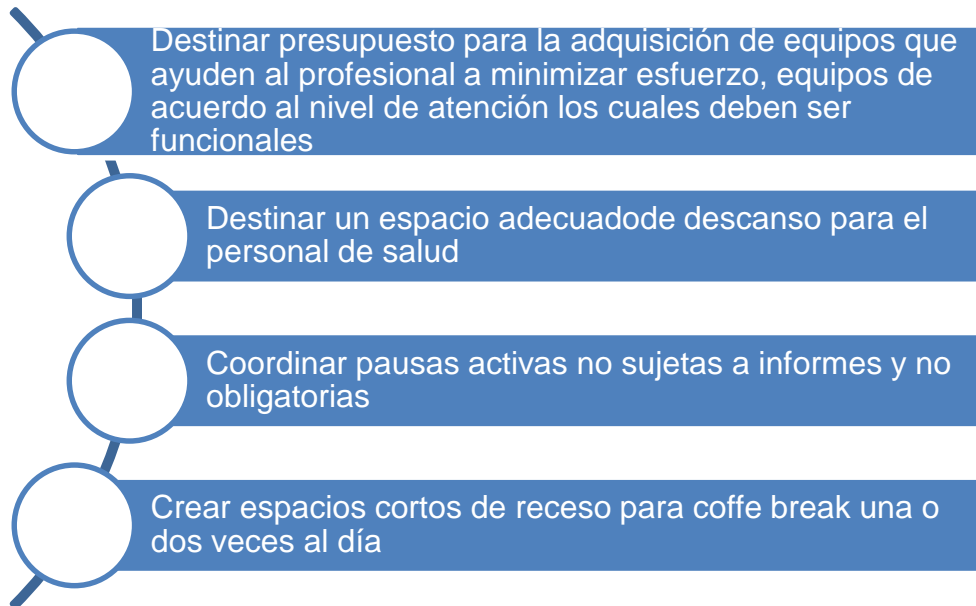 Destinar presupuesto para la adquisición de equipos que
ayuden al profesional a minimizar esfuerzo, equipos de
acuerdo al nivel de atención los cuales deben ser
funcionales
Destinar un espacio adecuadode descanso para el
personal de salud
Coordinar pausas activas no sujetas a informes y no
obligatorias
Crear espacios cortos de receso para coffe break una o
dos veces al día